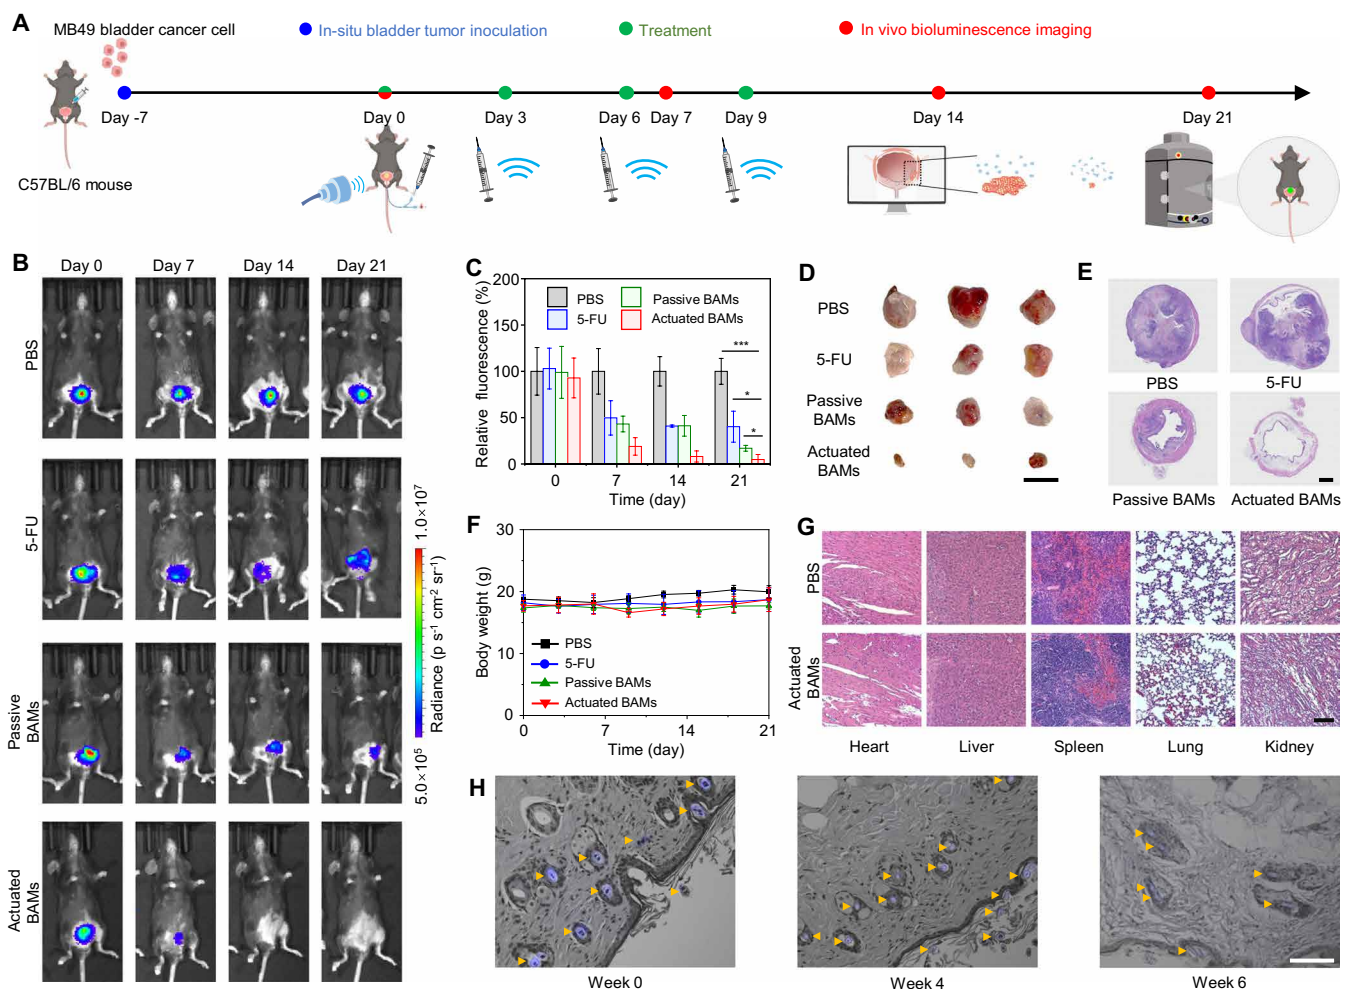 A
MB49 bladder cancer cell
In-situ bladder tumor inoculation
Treatment
In vivo bioluminescence imaging
Day -7
Day 0
Day 3
Day 6
Day 7
Day 9
Day 14
Day 21
C57BL/6 mouse
B
Day 0
Day 7
Day 14
Day 21
PBS
5-FU
Passive
BAMs
Actuated
BAMs
1.0×10⁷
Radiance (p s⁻¹ cm⁻² sr⁻¹)
5.0×10⁵
C
Relative fluorescence (%)
200
150
100
50
0
PBS
5-FU
Passive BAMs
Actuated BAMs
***
*
*
0
7
14
21
Time (day)
D
PBS
5-FU
Passive
BAMs
Actuated
BAMs
E
PBS
5-FU
Passive BAMs
Actuated BAMs
F
Body weight (g)
30
20
10
0
PBS
5-FU
Passive BAMs
Actuated BAMs
0
7
14
21
Time (day)
G
PBS
Actuated
BAMs
Heart
Liver
Spleen
Lung
Kidney
H
Week 0
Week 4
Week 6